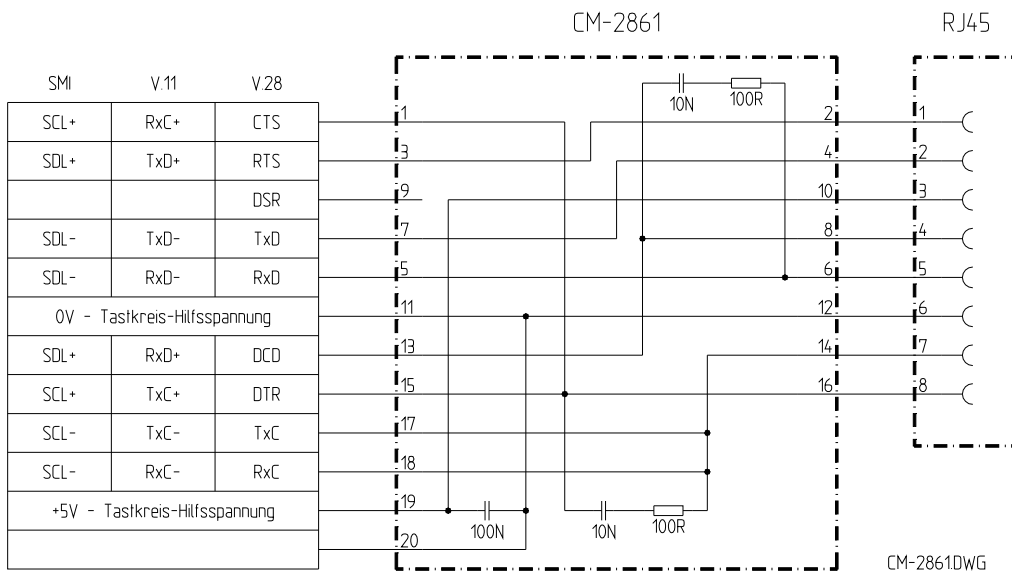 CM-2861 RJ45
SMI V.11 V.28
10N 100R
SCL+ RxC+ CTS 1 2 1
SDL+ TxD+ RTS 3 4 2
DSR 9 10 3
SDL- TxD- TxD 7 8 4
SDL- RxD- RxD 5 6 5
0V - Tastkreis-Hilfsspannung 11 12 6
SDL+ RxD+ DCD 13 14 7
SCL+ TxC+ DTR 15 16 8
SCL- TxC- TxC 17
SCL- RxC- RxC 18
+5V - Tastkreis-Hilfsspannung 19
100N 10N 100R
20
CM-2861.DWG